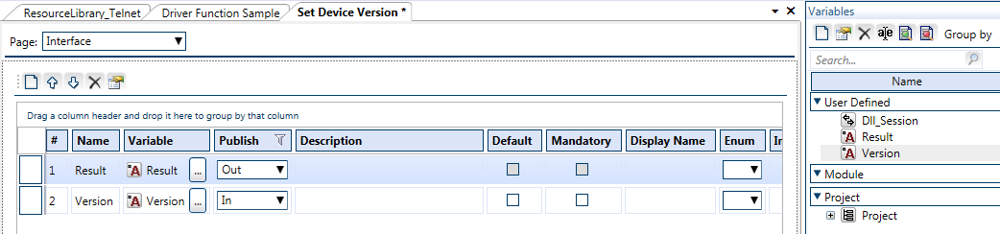 ResourceLibrary_Telnet Driver Function Sample Set Device Version *
Page: Interface
Drag a column header and drop it here to group by that column
# Name Variable Publish Description Default Mandatory Display Name Enum In
1 Result A Result ... Out
2 Version A Version ... In
Variables
a/e Group by
Search...
Name
User Defined
Dll_Session
A Result
A Version
Module
Project
Project